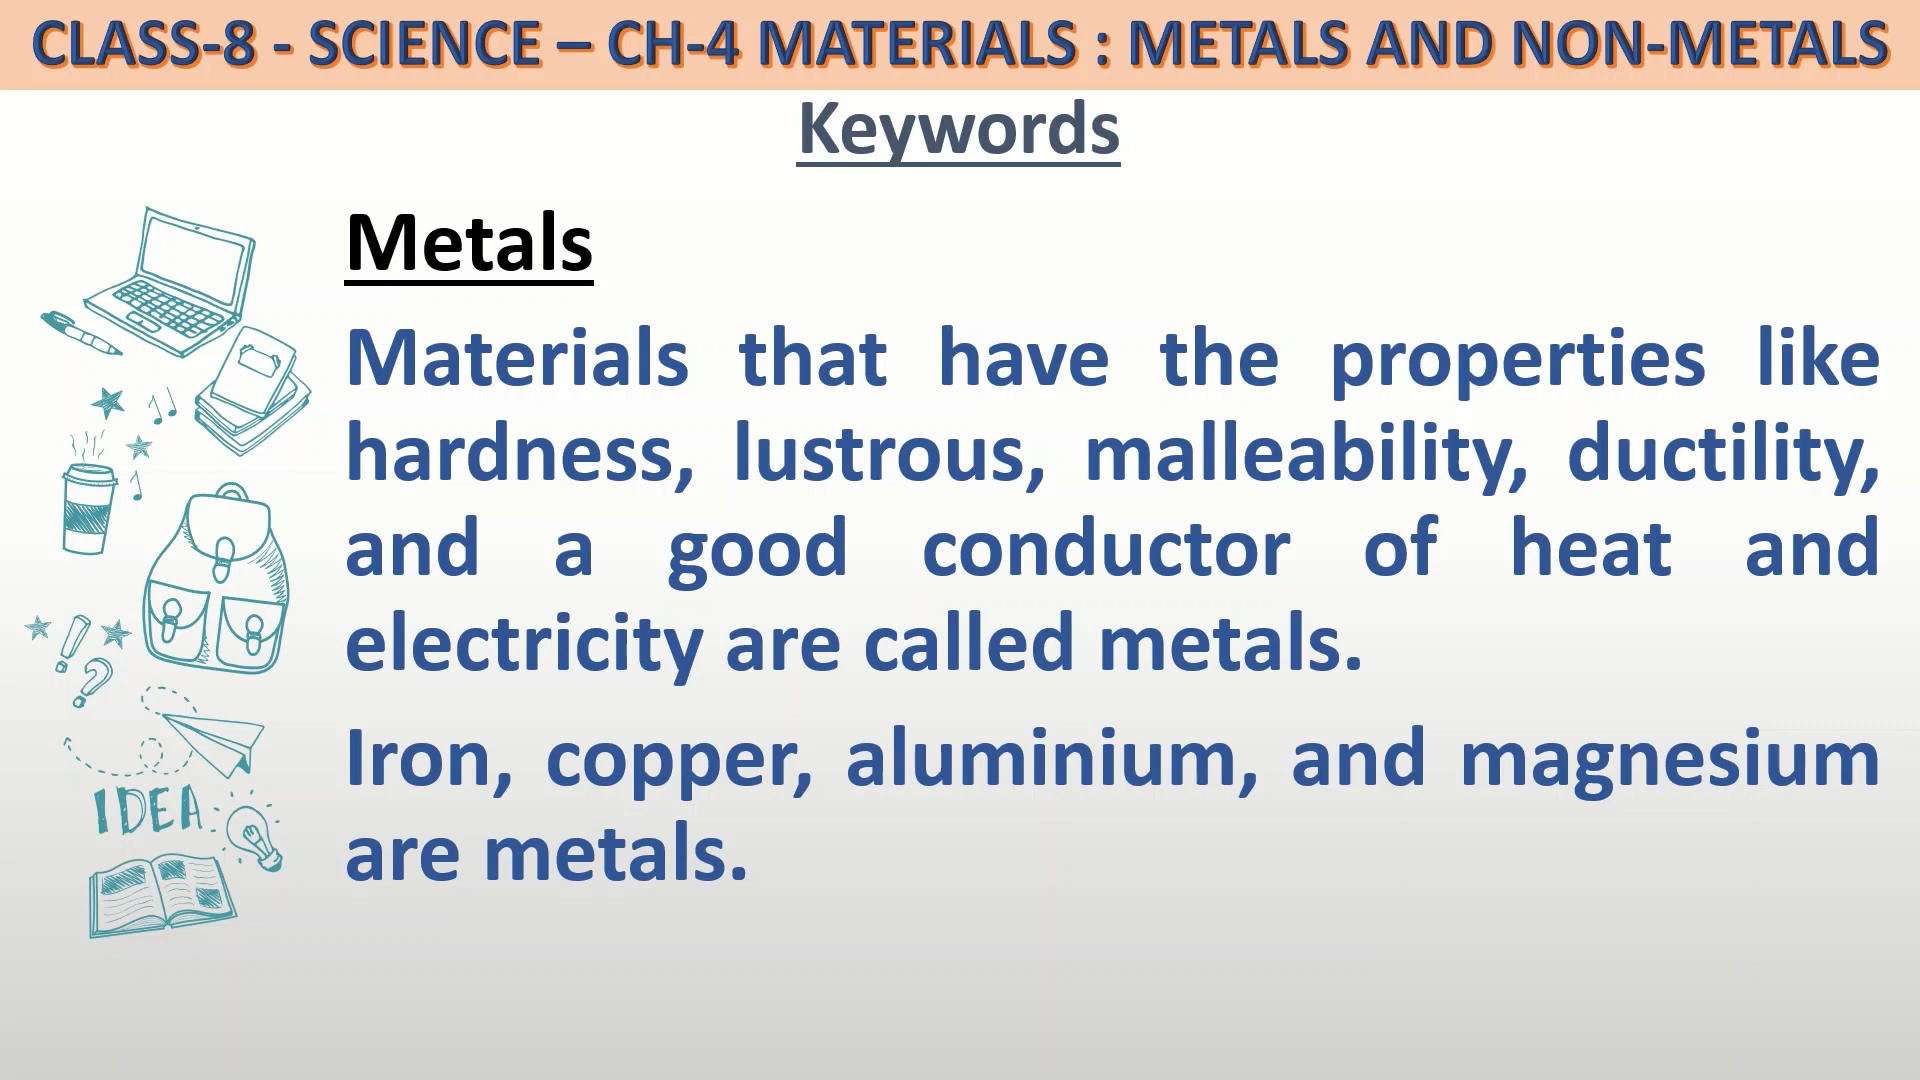 CLASS-8 - SCIENCE – CH-4 MATERIALS : METALS AND NON-METALS
Keywords
Metals
Materials that have the properties like
hardness, lustrous, malleability, ductility,
and a good conductor of heat and
electricity are called metals.
Iron, copper, aluminium, and magnesium
are metals.
IDEA